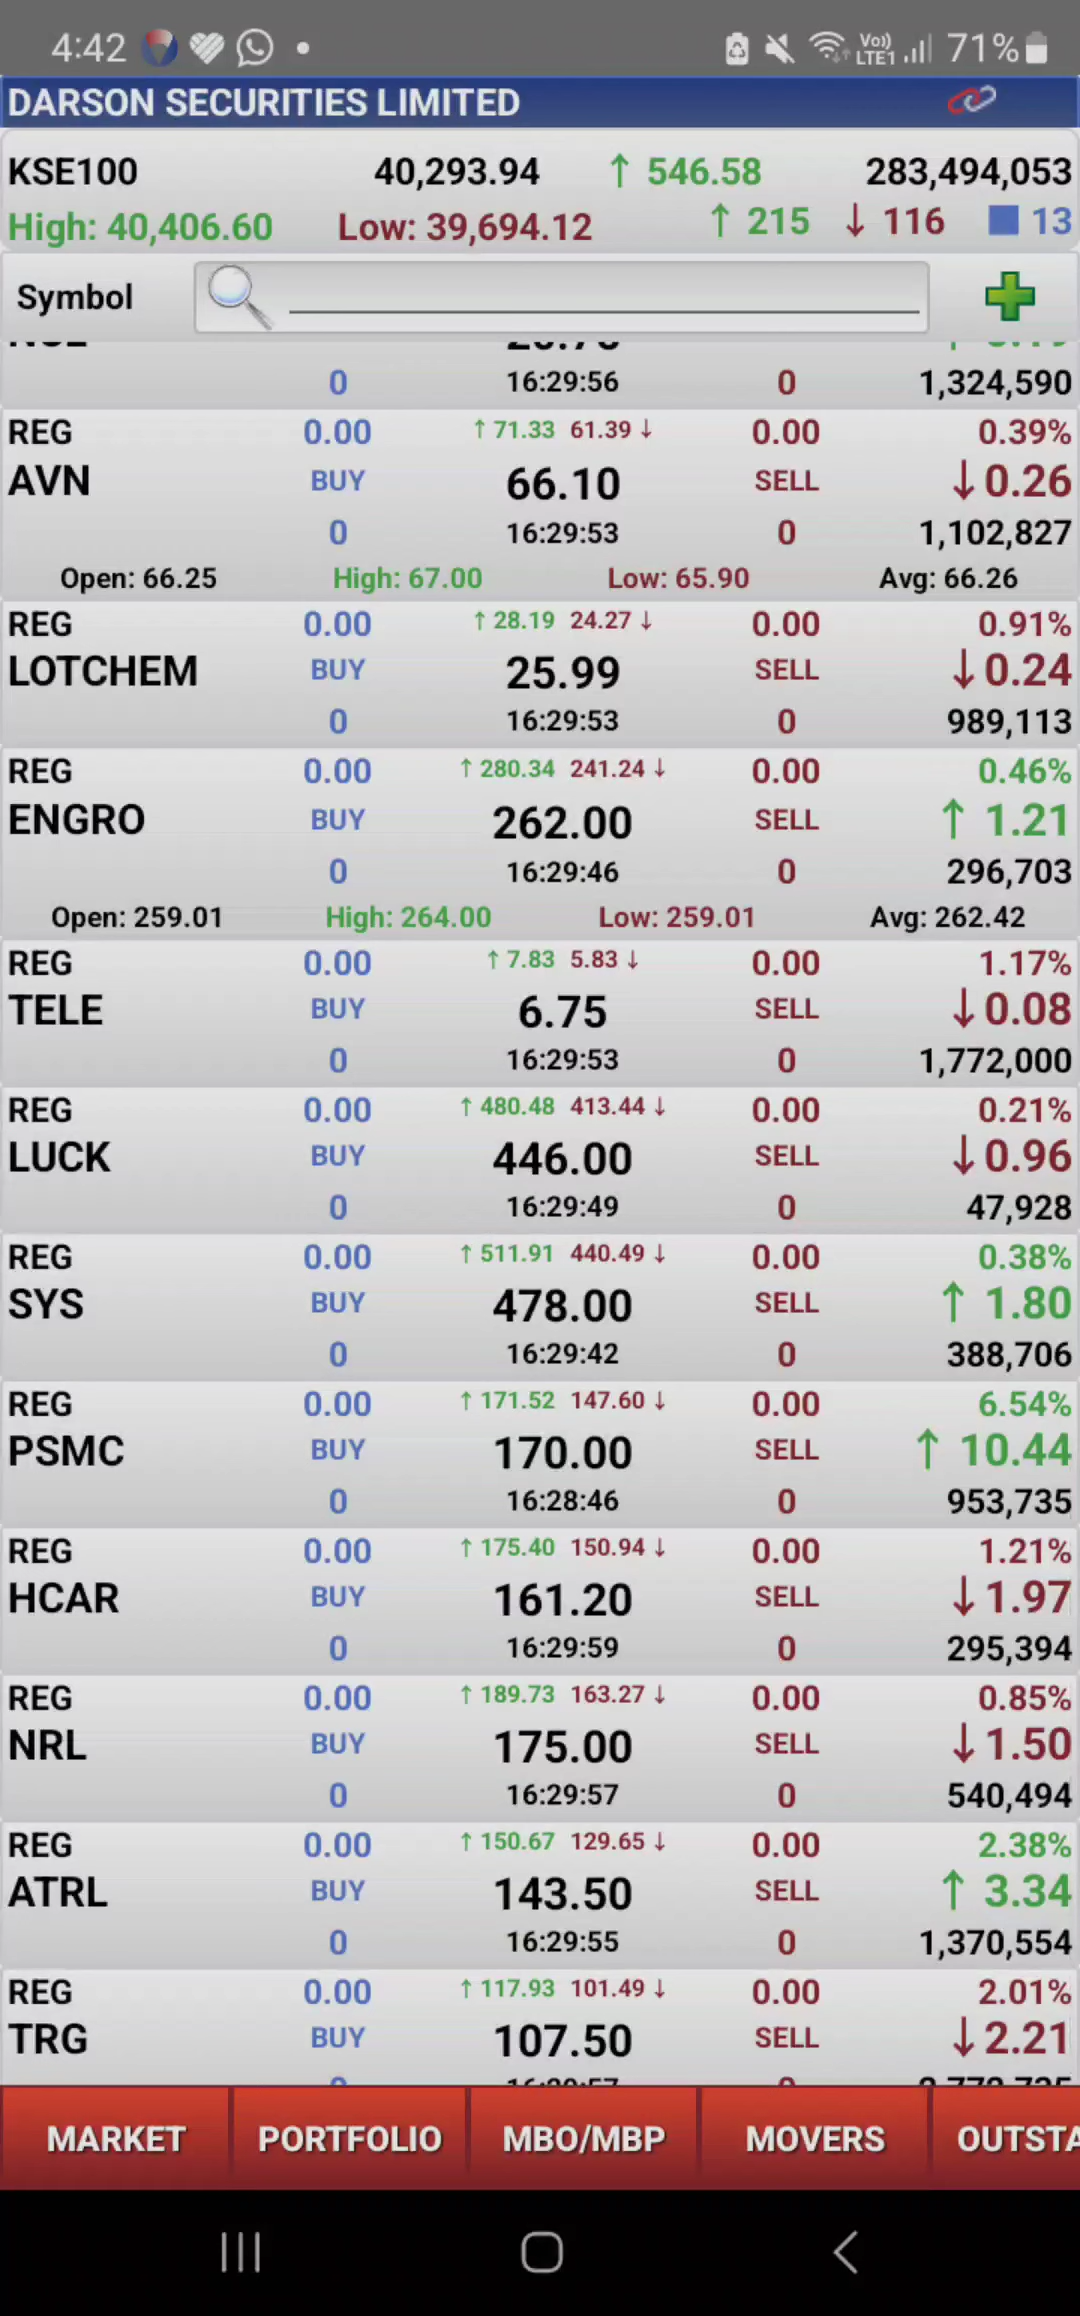 4:42 71%
Vo)) LTE1
DARSON SECURITIES LIMITED
KSE100 40,293.94 ↑ 546.58 283,494,053
High: 40,406.60 Low: 39,694.12 ↑ 215 ↓ 116 13
Symbol
0 16:29:56 0 1,324,590
REG 0.00 ↑ 71.33 61.39 ↓ 0.00 0.39%
AVN BUY 66.10 SELL ↓0.26
0 16:29:53 0 1,102,827
Open: 66.25 High: 67.00 Low: 65.90 Avg: 66.26
REG 0.00 ↑ 28.19 24.27 ↓ 0.00 0.91%
LOTCHEM BUY 25.99 SELL ↓0.24
0 16:29:53 0 989,113
REG 0.00 ↑ 280.34 241.24 ↓ 0.00 0.46%
ENGRO BUY 262.00 SELL ↑ 1.21
0 16:29:46 0 296,703
Open: 259.01 High: 264.00 Low: 259.01 Avg: 262.42
REG 0.00 ↑ 7.83 5.83 ↓ 0.00 1.17%
TELE BUY 6.75 SELL ↓0.08
0 16:29:53 0 1,772,000
REG 0.00 ↑ 480.48 413.44 ↓ 0.00 0.21%
LUCK BUY 446.00 SELL ↓0.96
0 16:29:49 0 47,928
REG 0.00 ↑ 511.91 440.49 ↓ 0.00 0.38%
SYS BUY 478.00 SELL ↑ 1.80
0 16:29:42 0 388,706
REG 0.00 ↑ 171.52 147.60 ↓ 0.00 6.54%
PSMC BUY 170.00 SELL ↑ 10.44
0 16:28:46 0 953,735
REG 0.00 ↑ 175.40 150.94 ↓ 0.00 1.21%
HCAR BUY 161.20 SELL ↓1.97
0 16:29:59 0 295,394
REG 0.00 ↑ 189.73 163.27 ↓ 0.00 0.85%
NRL BUY 175.00 SELL ↓1.50
0 16:29:57 0 540,494
REG 0.00 ↑ 150.67 129.65 ↓ 0.00 2.38%
ATRL BUY 143.50 SELL ↑ 3.34
0 16:29:55 0 1,370,554
REG 0.00 ↑ 117.93 101.49 ↓ 0.00 2.01%
TRG BUY 107.50 SELL ↓2.21
MARKET PORTFOLIO MBO/MBP MOVERS OUTSTA